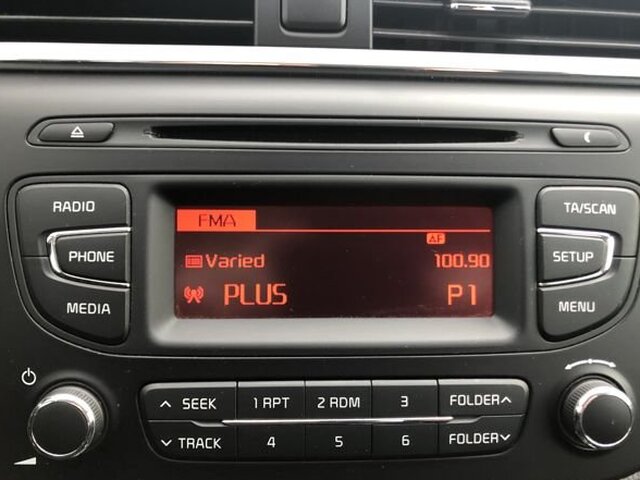 RADIO
PHONE
MEDIA
FMA
AF
Varied 100.90
PLUS P1
TA/SCAN
SETUP
MENU
SEEK 1 RPT 2 RDM 3 FOLDER
TRACK 4 5 6 FOLDER